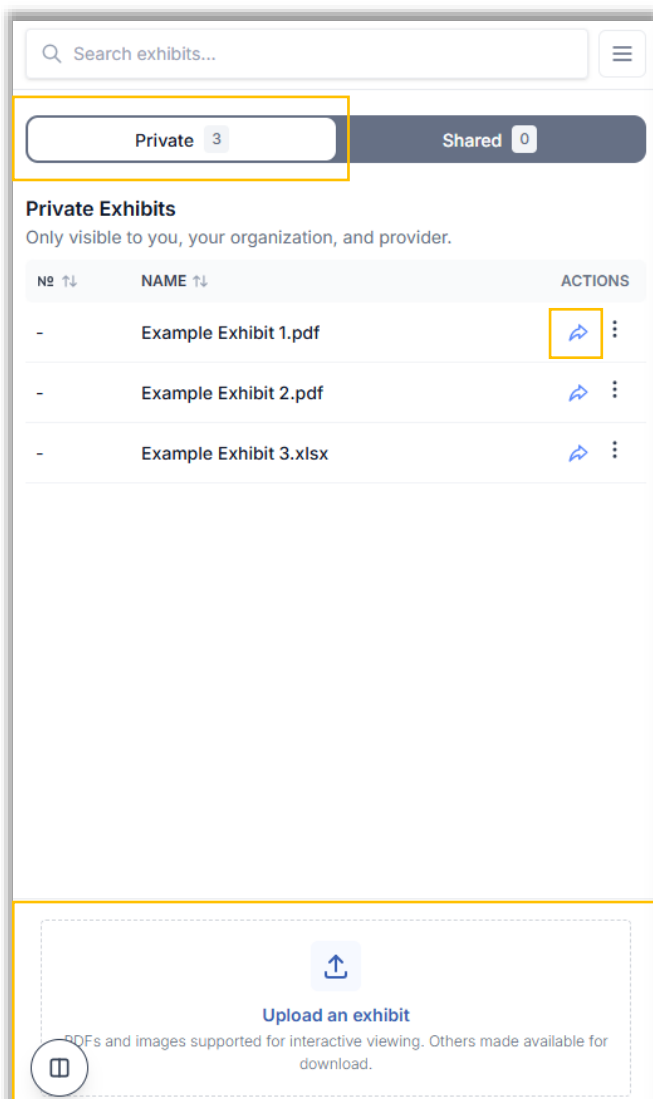 Search exhibits...
Private 3 Shared 0
Private Exhibits
Only visible to you, your organization, and provider.
№ NAME ACTIONS
- Example Exhibit 1.pdf
- Example Exhibit 2.pdf
- Example Exhibit 3.xlsx
Upload an exhibit
PDFs and images supported for interactive viewing. Others made available for
download.